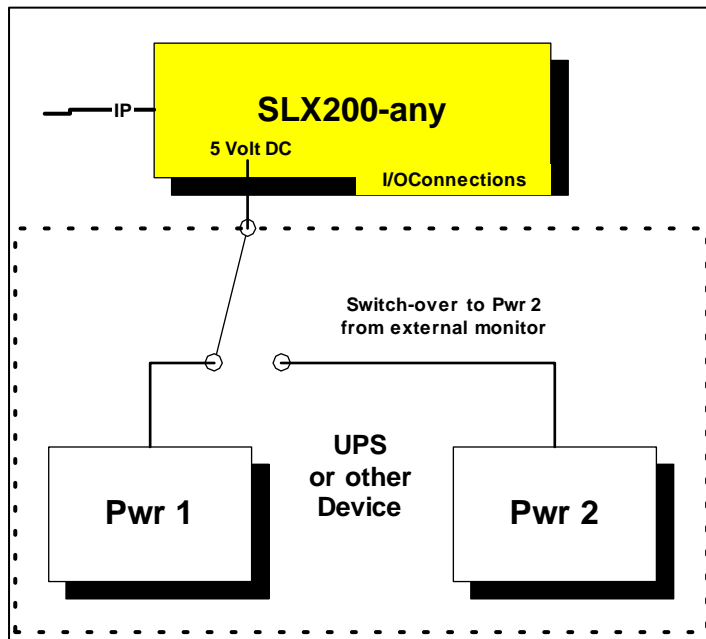 IP
SLX200-any
5 Volt DC
I/OConnections
Switch-over to Pwr 2
from external monitor
UPS
or other
Device
Pwr 1
Pwr 2